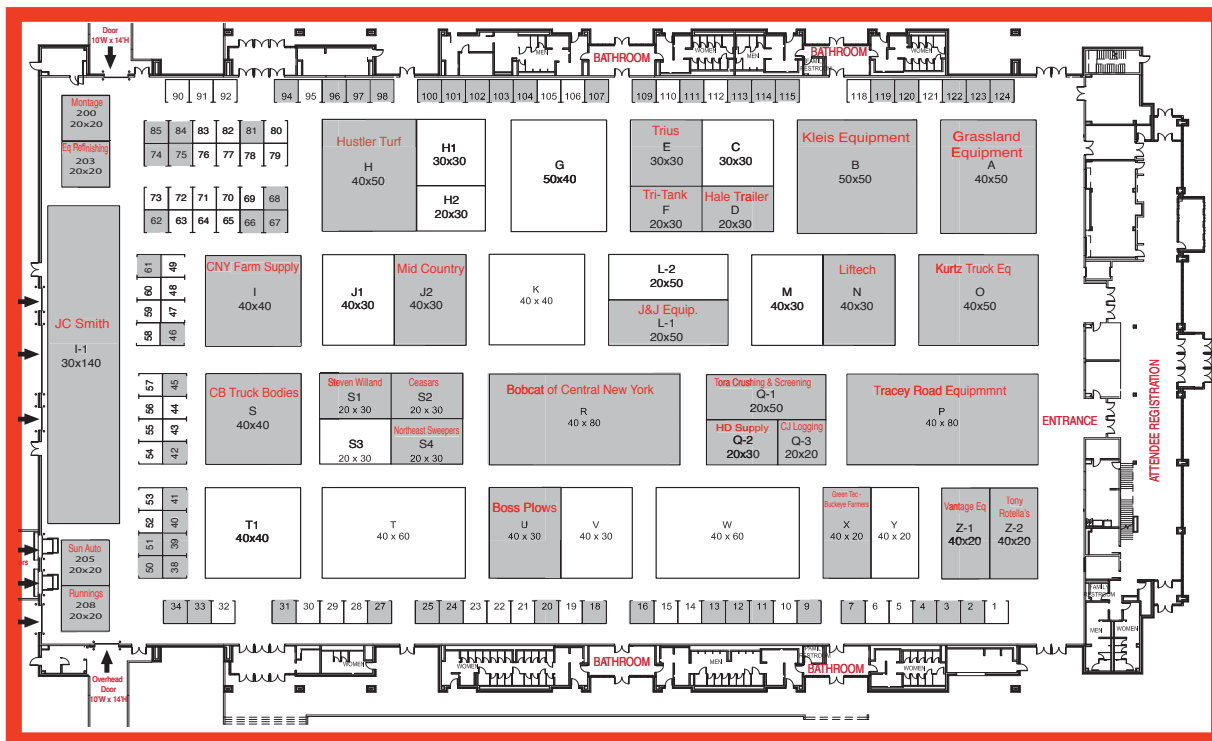 Door
10'W x 14'H
BATHROOM
BATHROOM
MEN
WOMEN
MEN
WOMEN
90 91 92
94 95 96 97 98
100 101 102 103 104 105 106 107
109 110 111 112 113 114 115
118 119 120 121 122 123 124
Montage
200
20x20
Eq Refinishing
203
20x20
85 84 83 82 81 80
74 75 76 77 78 79
73 72 71 70 69 68
62 63 64 65 66 67
Hustler Turf
H
40x50
H1
30x30
H2
20x30
G
50x40
Trius
E
30x30
C
30x30
Tri-Tank
F
20x30
Hale Trailer
D
20x30
Kleis Equipment
B
50x50
Grassland
Equipment
A
40x50
JC Smith
I-1
30x140
61 49
60 48
59 47
58 46
CNY Farm Supply
I
40x40
J1
40x30
Mid Country
J2
40x30
K
40 x 40
L-2
20x50
J&J Equip.
L-1
20x50
M
40x30
Liftech
N
40x30
Kurtz Truck Eq
O
40x50
57 45
56 44
55 43
54 42
CB Truck Bodies
S
40x40
Steven Willand
S1
20 x 30
Ceasars
S2
20 x 30
S3
20 x 30
Northeast Sweepers
S4
20 x 30
Bobcat of Central New York
R
40 x 80
Tora Crushing & Screening
Q-1
20x50
HD Supply
Q-2
20x30
CJ Logging
Q-3
20x20
Tracey Road Equipmmnt
P
40 x 80
ENTRANCE
ATTENDEE REGISTRATION
53 41
52 40
51 39
50 38
T1
40x40
T
40 x 60
Boss Plows
U
40 x 30
V
40 x 30
W
40 x 60
Green Tec -
Buckeye Farmers
X
40 x 20
Y
40 x 20
Vantage Eq
Z-1
40x20
Tony
Rotella's
Z-2
40x20
Sun Auto
205
20x20
Runnings
208
20x20
34 33 32
31 30 29 28 27
25 24 23 22 21 20 19 18
16 15 14 13 12 11 10 9
7 6 5 4 3 2 1
MEN
WOMEN
WOMEN
WOMEN
BATHROOM
MEN
BATHROOM
WOMEN
Overhead
Door
10'W x 14'H